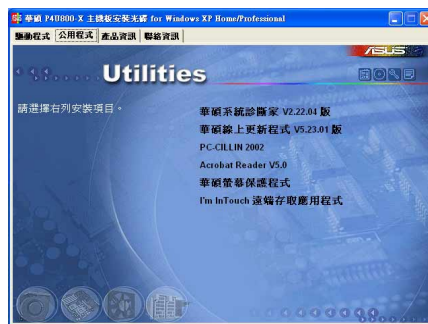 華碩 P4U800-X 主機板安裝光碟 for Windows XP Home/Professional
驅動程式 公用程式 產品資訊 聯絡資訊
ASUS
Utilities
請選擇右列安裝項目。
華碩系統診斷家 V2.22.04 版
華碩線上更新程式 V5.23.01 版
PC-CILLIN 2002
Acrobat Reader V5.0
華碩螢幕保護程式
I'm InTouch 遠端存取應用程式